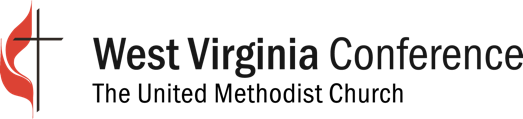 West Virginia Conference
The United Methodist Church